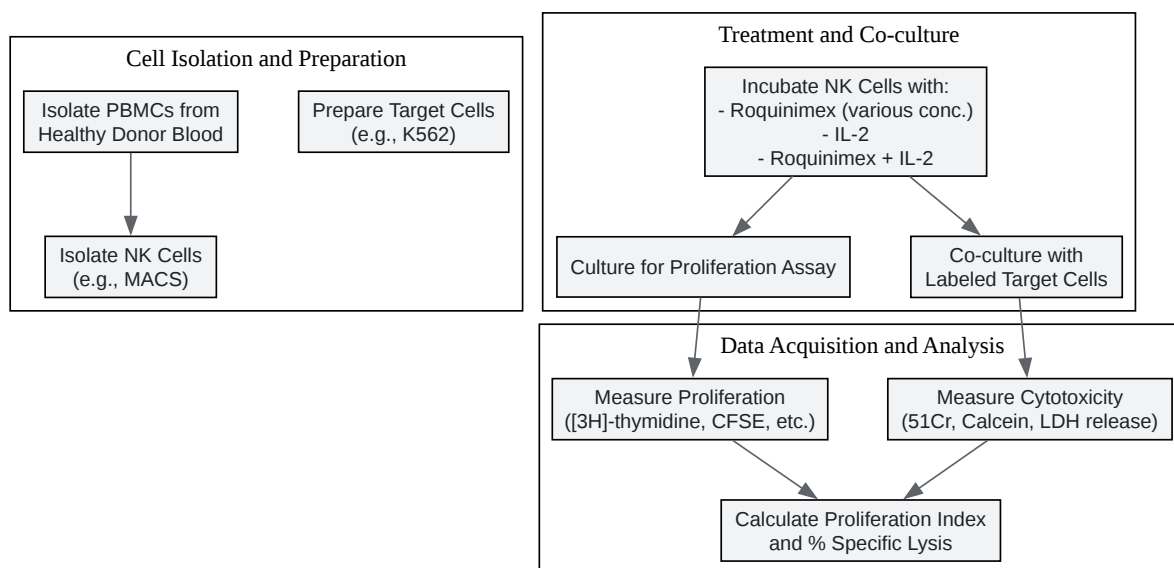 Cell Isolation and Preparation
Isolate PBMCs from
Healthy Donor Blood
Prepare Target Cells
(e.g., K562)
Isolate NK Cells
(e.g., MACS)
Treatment and Co-culture
Incubate NK Cells with:
- Roquinimex (various conc.)
- IL-2
- Roquinimex + IL-2
Culture for Proliferation Assay
Co-culture with
Labeled Target Cells
Data Acquisition and Analysis
Measure Proliferation
([3H]-thymidine, CFSE, etc.)
Measure Cytotoxicity
(51Cr, Calcein, LDH release)
Calculate Proliferation Index
and % Specific Lysis